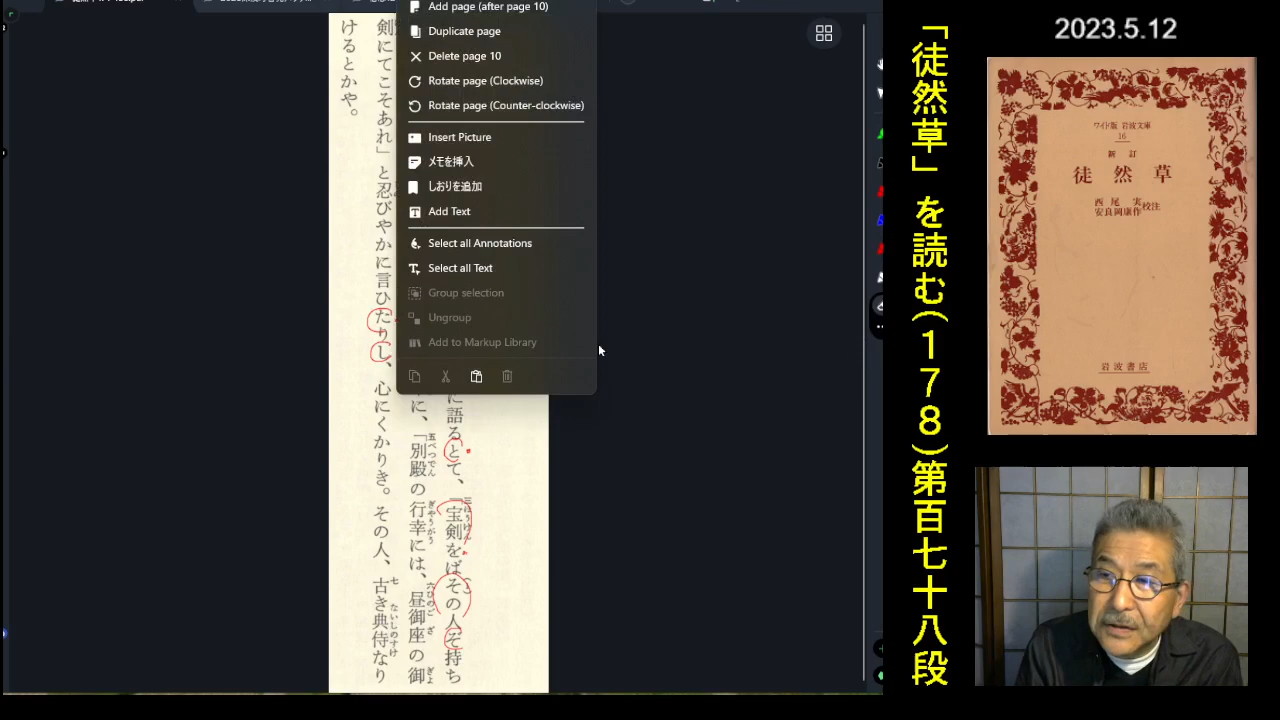 Add page (after page 10)
Duplicate page
Delete page 10
Rotate page (Clockwise)
Rotate page (Counter-clockwise)
Insert Picture
メモを挿入
しおりを追加
Add Text
Select all Annotations
Select all Text
Group selection
Ungroup
Add to Markup Library
に語るとて、「宝剣をばその人ぞ持ち
に、「別殿の行幸には、昼御座の御
剣にてこそあれ」と忍びやかに言ひたりし、心にくかりき。その人、古き典侍なり
けるとかや。
「徒然草」を読む(178)第百七十八段
2023.5.12
ワイド版 岩波文庫
16
新訂
徒然草
西尾 実
安良岡康作 校注
岩波書店